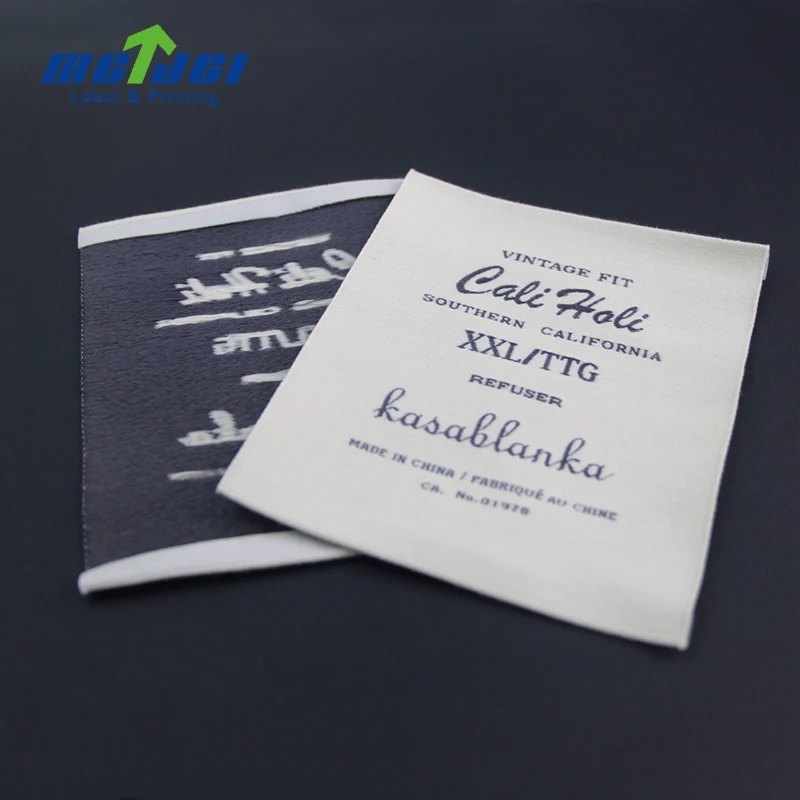 meijei
Label & Printing
VINTAGE FIT
Cali Holi
SOUTHERN CALIFORNIA
XXL/TTG
REFUSER
kasablanka
MADE IN CHINA / FABRIQUÉ AU CHINE
CA. No.01978